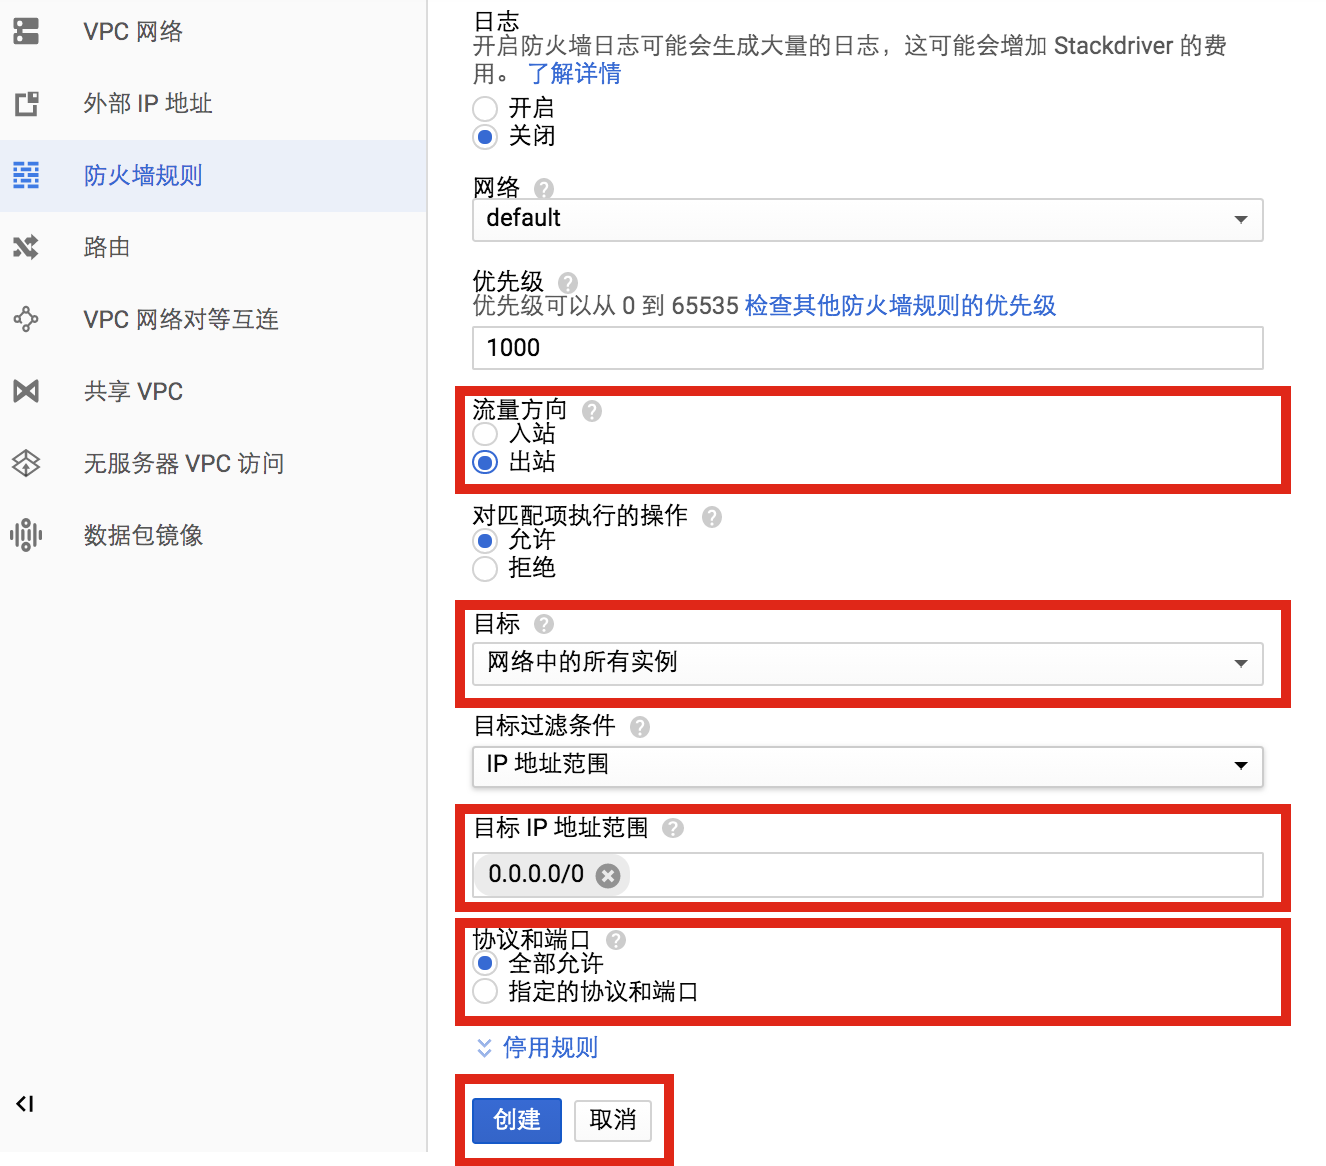 VPC 网络
外部 IP 地址
防火墙规则
路由
VPC 网络对等互连
共享 VPC
无服务器 VPC 访问
数据包镜像
日志
开启防火墙日志可能会生成大量的日志，这可能会增加 Stackdriver 的费
用。 了解详情
开启
关闭
网络
default
优先级
优先级可以从 0 到 65535 检查其他防火墙规则的优先级
1000
流量方向
入站
出站
对匹配项执行的操作
允许
拒绝
目标
网络中的所有实例
目标过滤条件
IP 地址范围
目标 IP 地址范围
0.0.0.0/0
协议和端口
全部允许
指定的协议和端口
停用规则
创建
取消